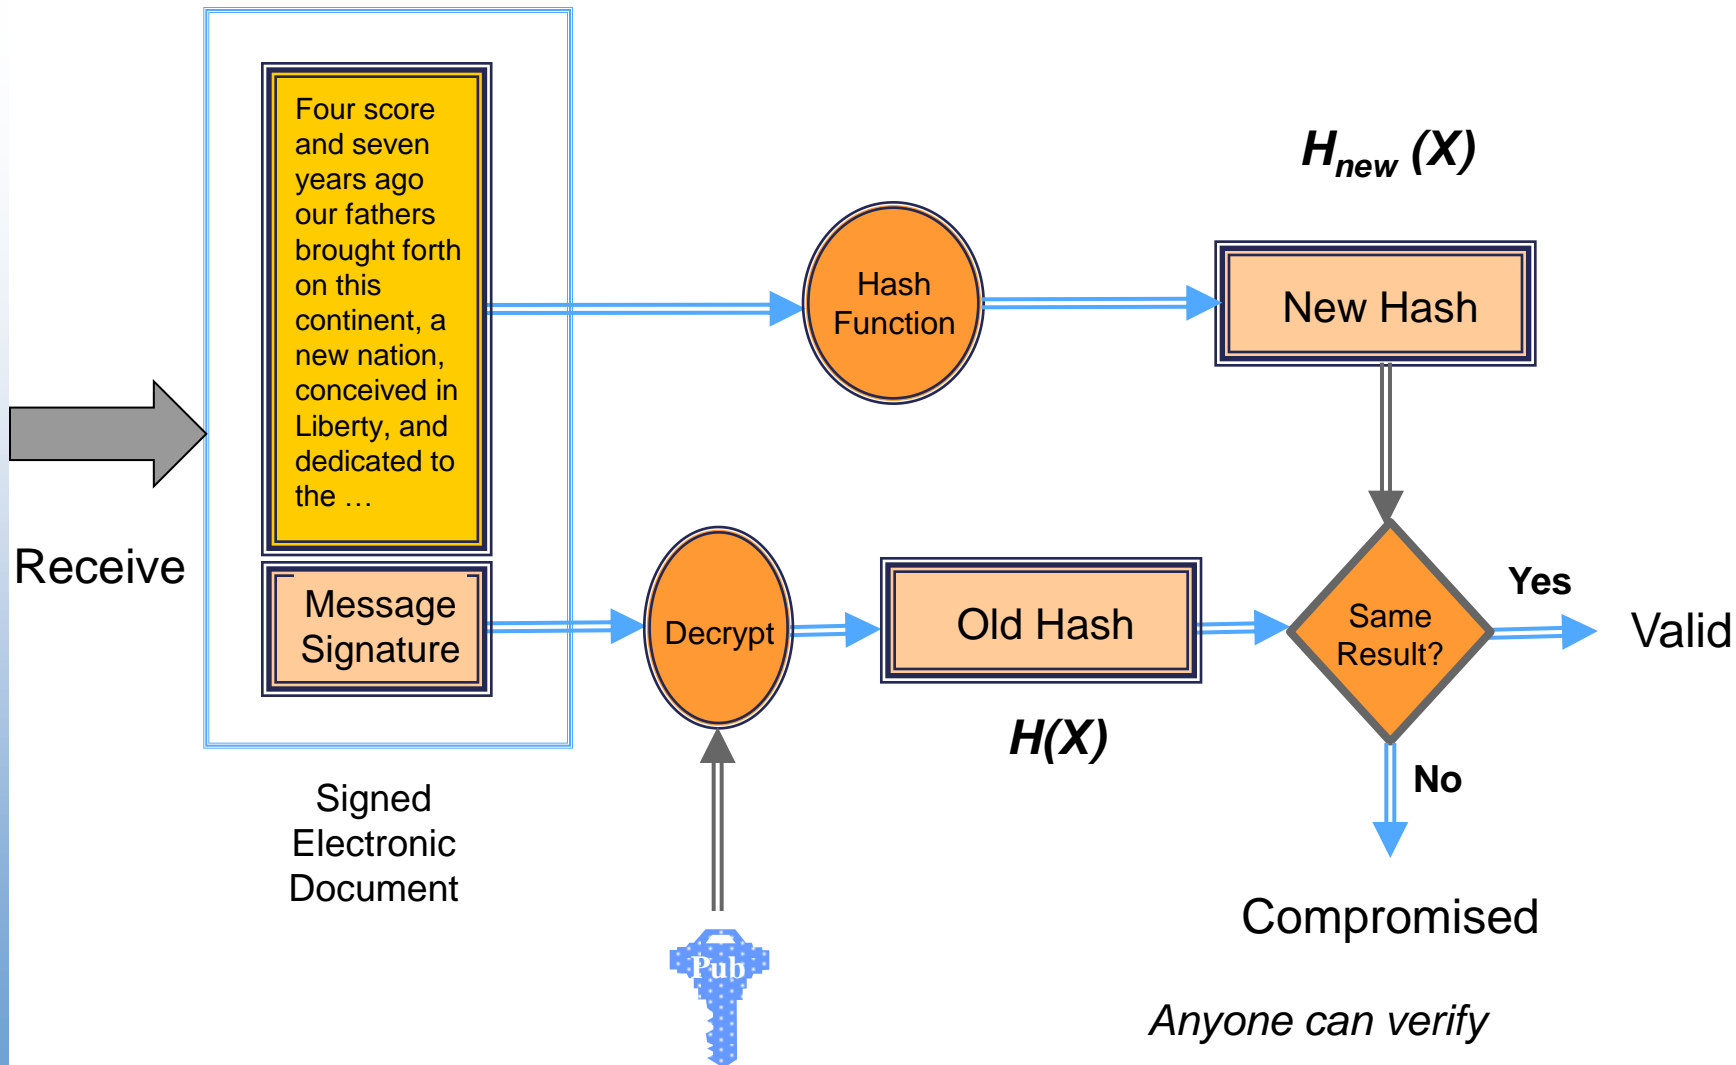 Four score
and seven
years ago
our fathers
brought forth
on this
continent, a
new nation,
conceived in
Liberty, and
dedicated to
the …
Hash
Function
H_new (X)
New Hash
Receive
Message
Signature
Decrypt
Old Hash
H(X)
Same
Result?
Yes
Valid
No
Compromised
Signed
Electronic
Document
Pub
Anyone can verify